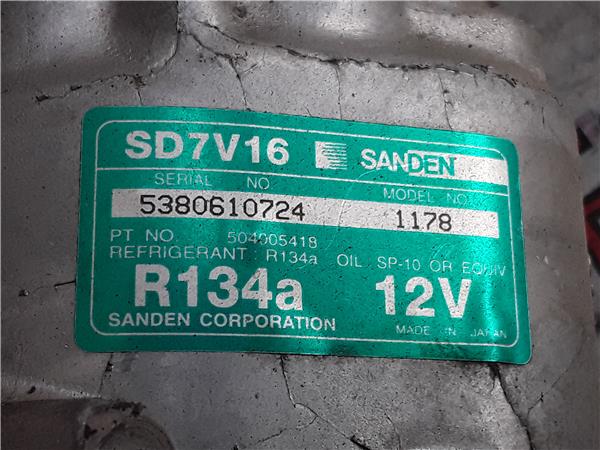 SD7V16 SANDEN
SERIAL NO MODEL NO.
5380610724 1178
PT NO. 504005418
REFRIGERANT: R134a OIL SP-10 OR EQUIV
R134a 12V
SANDEN CORPORATION MADE IN JAPAN